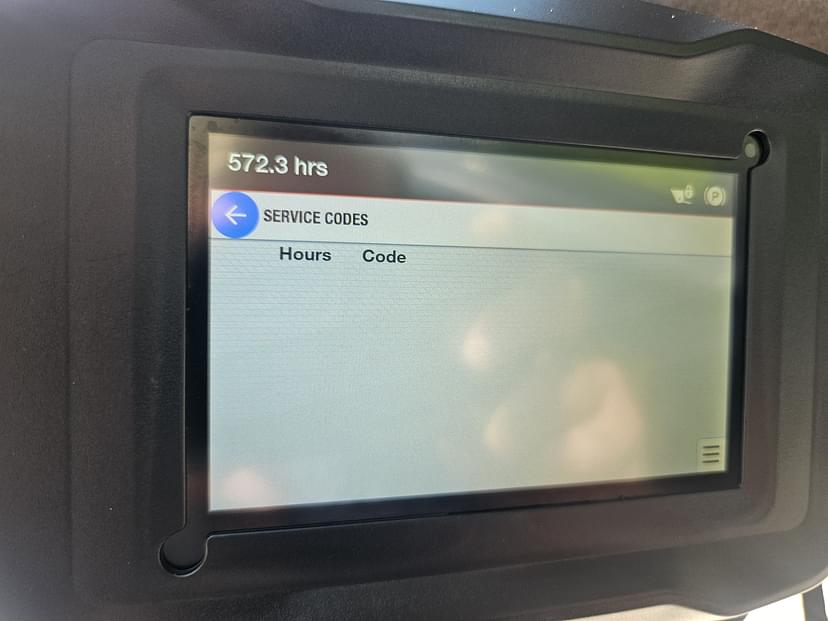 572.3 hrs
P
SERVICE CODES
Hours Code